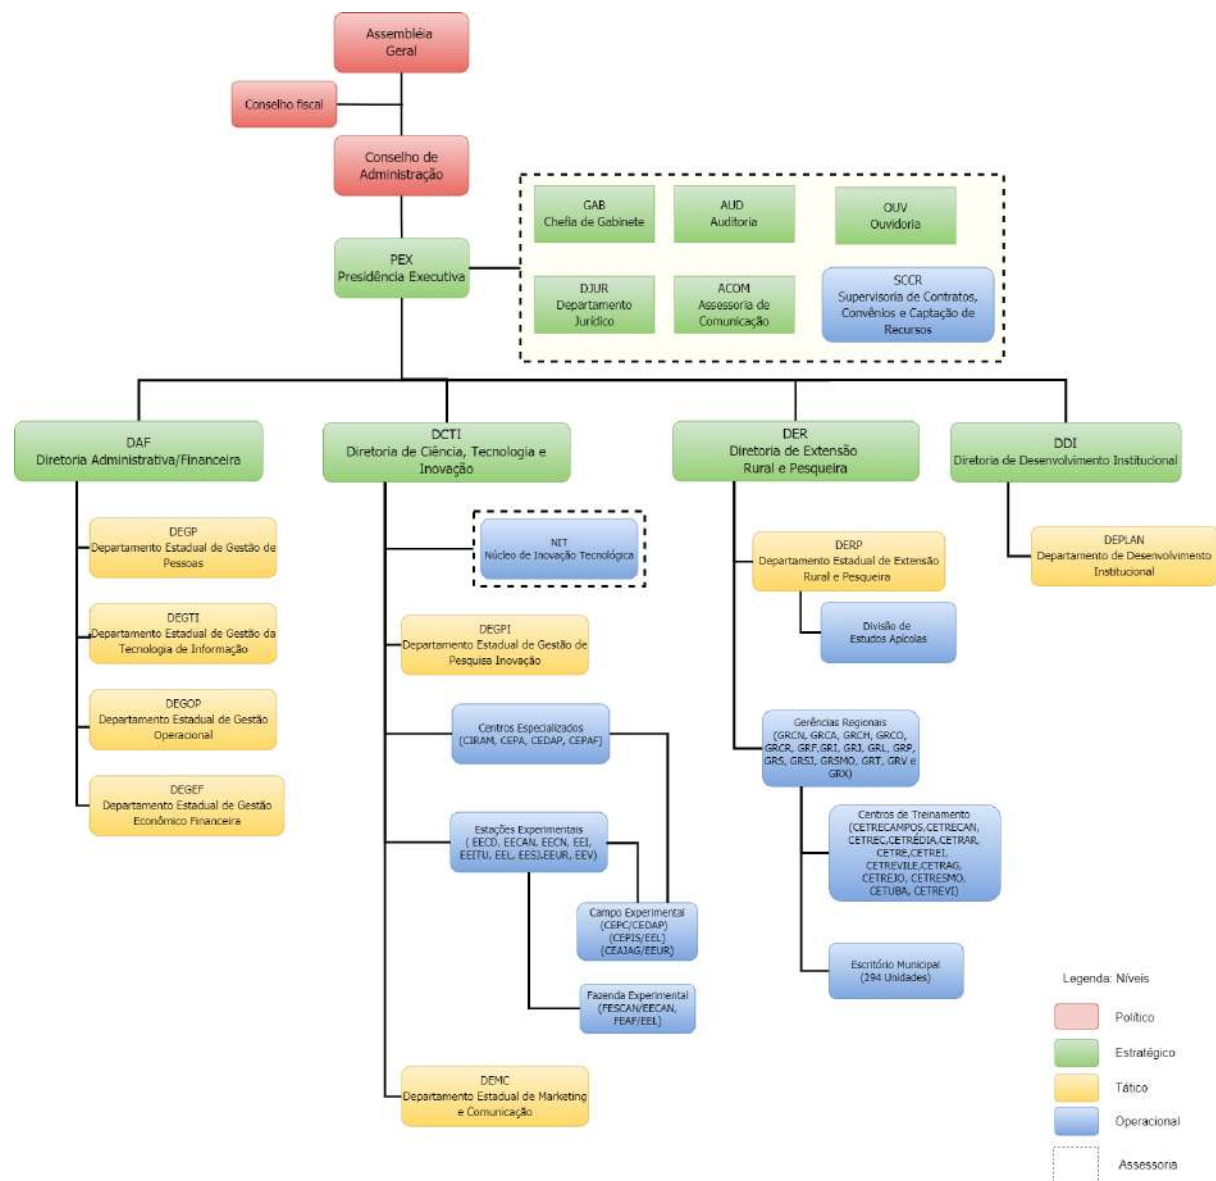 Assembléia
Geral
Conselho fiscal
Conselho de
Administração
GAB
Chefia de Gabinete
AUD
Auditoria
OUV
Ouvidoria
PEX
Presidência Executiva
DJUR
Departamento
Jurídico
ACOM
Assessoria de
Comunicação
SCCR
Supervisoria de Contratos,
Convênios e Captação de
Recursos
DAF
Diretoria Administrativa/Financeira
DEGP
Departamento Estadual de Gestão de
Pessoas
DEGTI
Departamento Estadual de Gestão da
Tecnologia de Informação
DEGOP
Departamento Estadual de Gestão
Operacional
DEGEF
Departamento Estadual de Gestão
Econômico Financeira
DCTI
Diretoria de Ciência, Tecnologia e
Inovação
NIT
Núcleo de Inovação Tecnológica
DEGPI
Departamento Estadual de Gestão de
Pesquisa Inovação
Centros Especializados
(CIRAM, CEPA, CEDAP, CEPAF)
Estações Experimentais
( EECD, EECAN, EECN, EEI,
EEITU, EEL, EESJ,EEUR, EEV)
Campo Experimental
(CEPC/CEDAP)
(CEPIS/EEL)
(CEAJAG/EEUR)
Fazenda Experimental
(FESCAN/EECAN,
FEAF/EEL)
DEMC
Departamento Estadual de Marketing
e Comunicação
DER
Diretoria de Extensão
Rural e Pesqueira
DERP
Departamento Estadual de Extensão
Rural e Pesqueira
Divisão de
Estudos Apícolas
Gerências Regionais
(GRCN, GRCA, GRCH, GRCO,
GRCR, GRF,GRI, GRJ, GRL, GRP,
GRS, GRSJ, GRSMO, GRT, GRV e
GRX)
Centros de Treinamento
(CETRECAMPOS,CETRECAN,
CETREC,CETRÉDIA,CETRAR,
CETRE,CETREI,
CETREVILE,CETRAG,
CETREJO, CETRESMO,
CETUBA, CETREVI)
Escritório Municipal
(294 Unidades)
DDI
Diretoria de Desenvolvimento Institucional
DEPLAN
Departamento de Desenvolvimento
Institucional
Legenda: Níveis
Político
Estratégico
Tático
Operacional
Assessoria